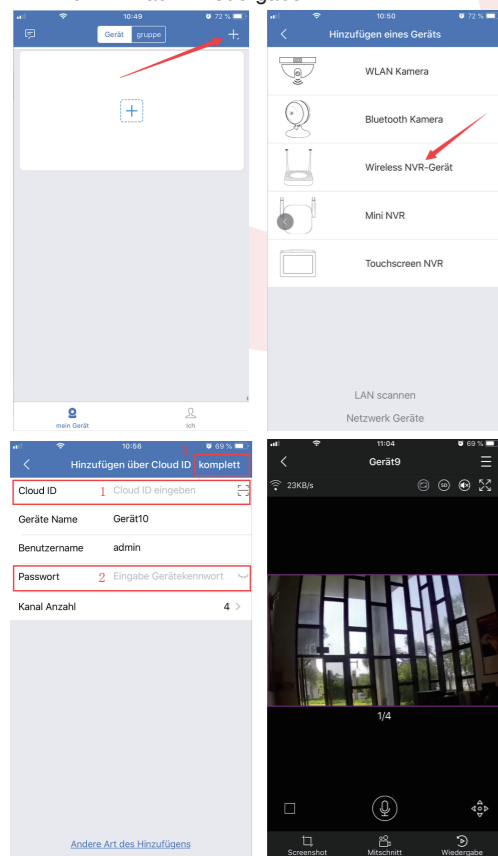 10:49
72 %
Gerät gruppe
mein Gerät
Ich
10:50
72 %
Hinzufügen eines Geräts
WLAN Kamera
Bluetooth Kamera
Wireless NVR-Gerät
Mini NVR
Touchscreen NVR
LAN scannen
Netzwerk Geräte
10:56
69 %
Hinzufügen über Cloud ID komplett
Cloud ID 1 Cloud ID eingeben
Geräte Name Gerät10
Benutzername admin
Passwort 2 Eingabe Gerätekennwort
Kanal Anzahl 4
Andere Art des Hinzufügens
11:04
69 %
Gerät9
23KB/s
SD
1/4
Screenshot Mitschnitt Wiedergabe